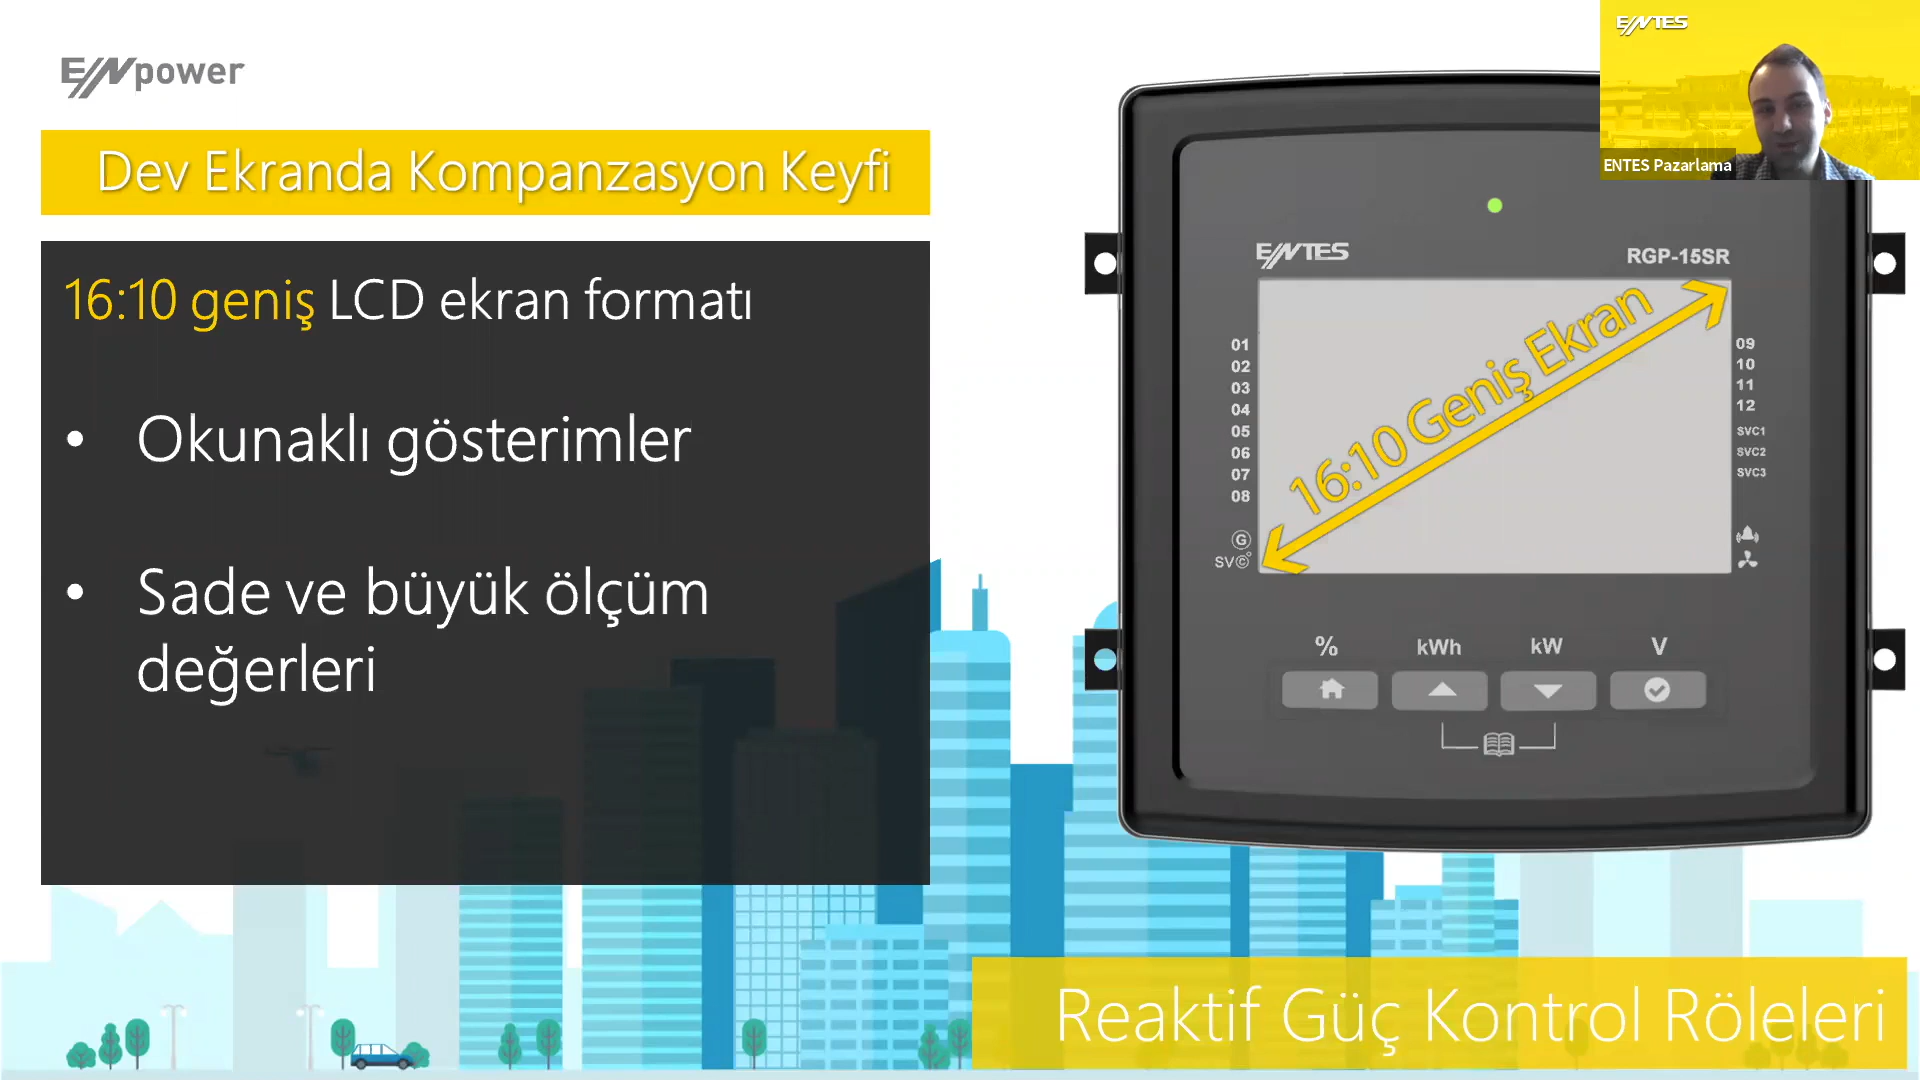 ENpower
ENTES
ENTES Pazarlama
Dev Ekranda Kompanzasyon Keyfi
16:10 geniş LCD ekran formatı
• Okunaklı gösterimler
• Sade ve büyük ölçüm
değerleri
ENTES
RGP-15SR
16:10 Geniş Ekran
01
02
03
04
05
06
07
08
G
SVC
09
10
11
12
SVC1
SVC2
SVC3
% kWh kW V
Reaktif Güç Kontrol Röleleri